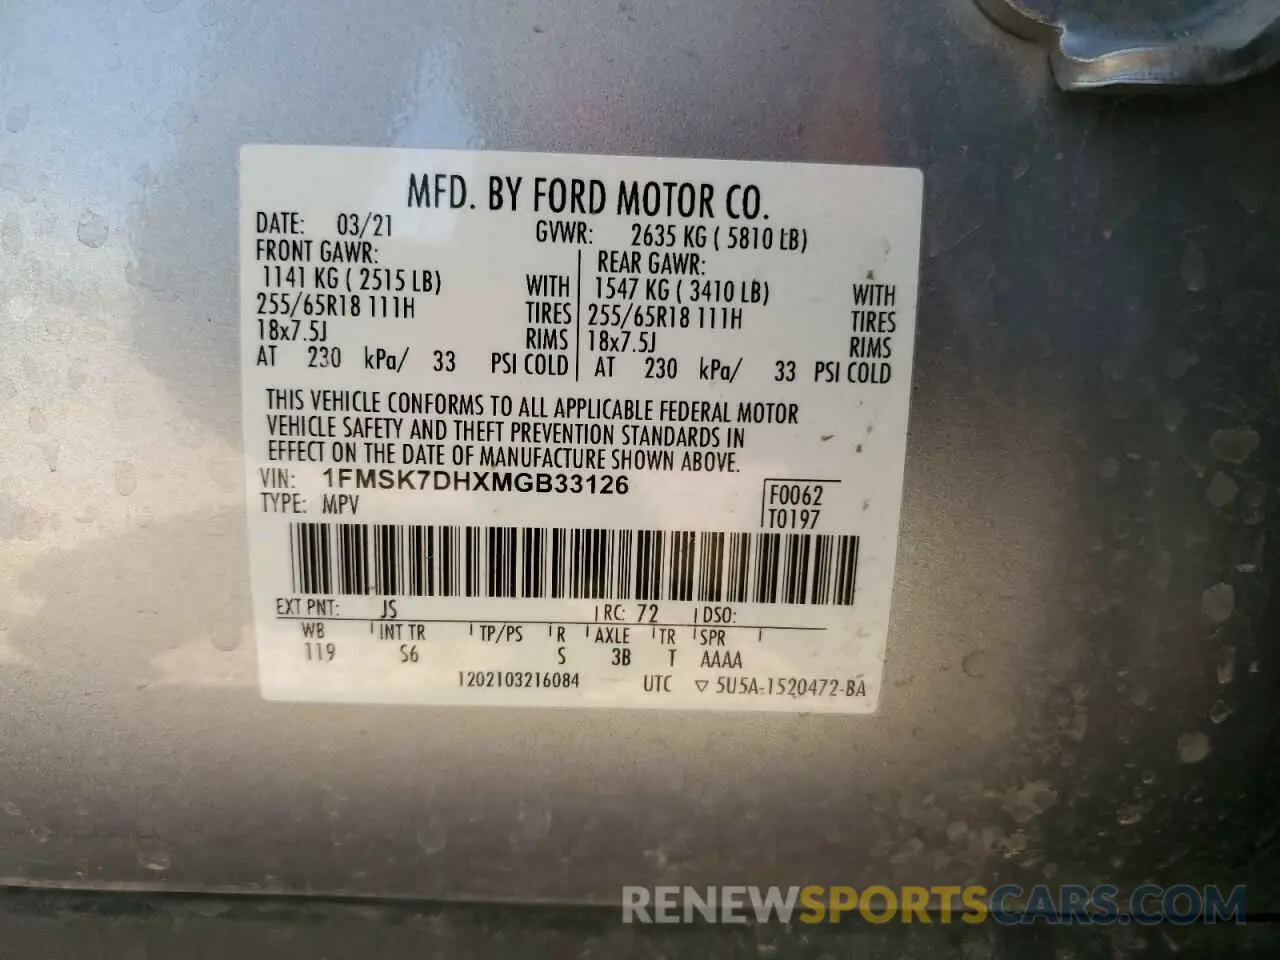 MFD. BY FORD MOTOR CO.
DATE: 03/21 GVWR: 2635 KG ( 5810 LB)
FRONT GAWR: REAR GAWR:
1141 KG ( 2515 LB) WITH 1547 KG ( 3410 LB) WITH
255/65R18 111H TIRES 255/65R18 111H TIRES
18x7.5J RIMS 18x7.5J RIMS
AT 230 kPa/ 33 PSI COLD AT 230 kPa/ 33 PSI COLD
THIS VEHICLE CONFORMS TO ALL APPLICABLE FEDERAL MOTOR
VEHICLE SAFETY AND THEFT PREVENTION STANDARDS IN
EFFECT ON THE DATE OF MANUFACTURE SHOWN ABOVE.
VIN: 1FMSK7DHXMGB33126
TYPE: MPV F0062
T0197
EXT PNT: JS RC: 72 DSO:
WB INT TR TP/PS R AXLE TR SPR
119 S6 S 3B T AAAA
1202103216084 UTC ▽ 5U5A-1520472-BA
RENEWSPORTSCARS.COM